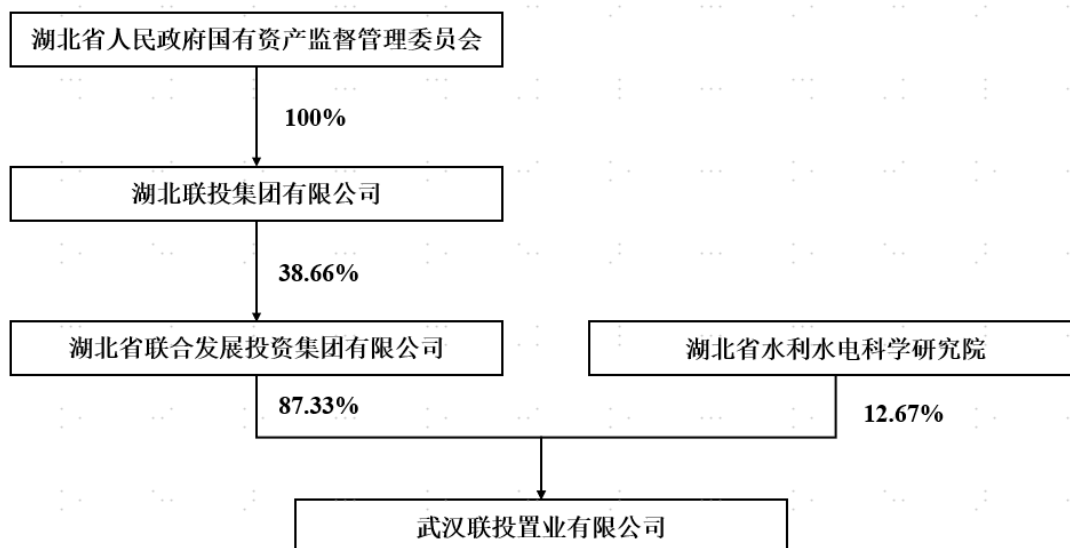 湖北省人民政府国有资产监督管理委员会
100%
湖北联投集团有限公司
38.66%
湖北省联合发展投资集团有限公司
湖北省水利水电科学研究院
87.33%
12.67%
武汉联投置业有限公司